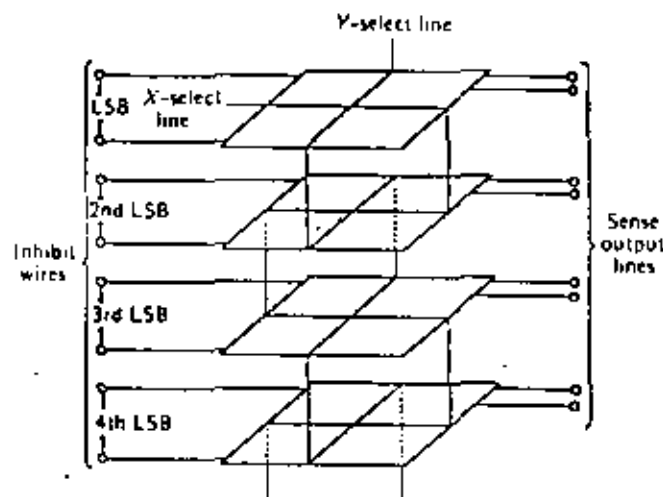 Y-select line
LSB
X-select
line
2nd LSB
Inhibit
wires
Sense
output
lines
3rd LSB
4th LSB